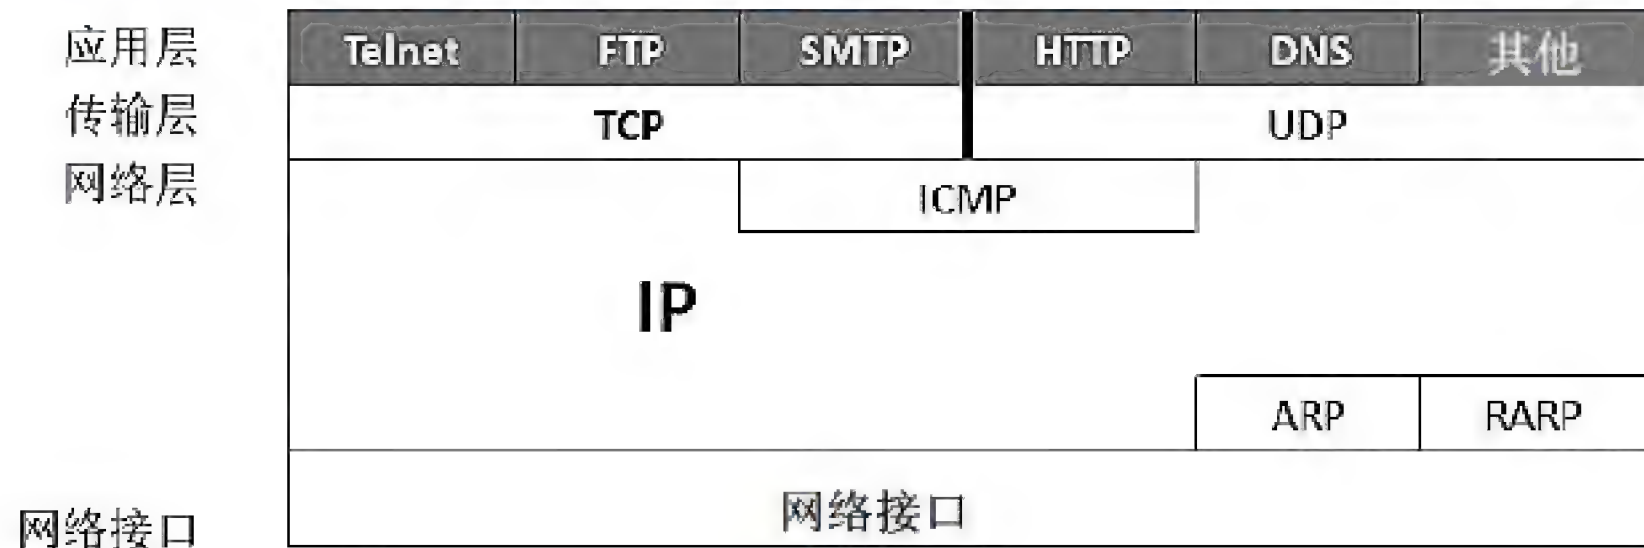 应用层 Telnet FTP SMTP HTTP DNS 其他
传输层 TCP UDP
网络层 ICMP
IP
ARP RARP
网络接口 网络接口